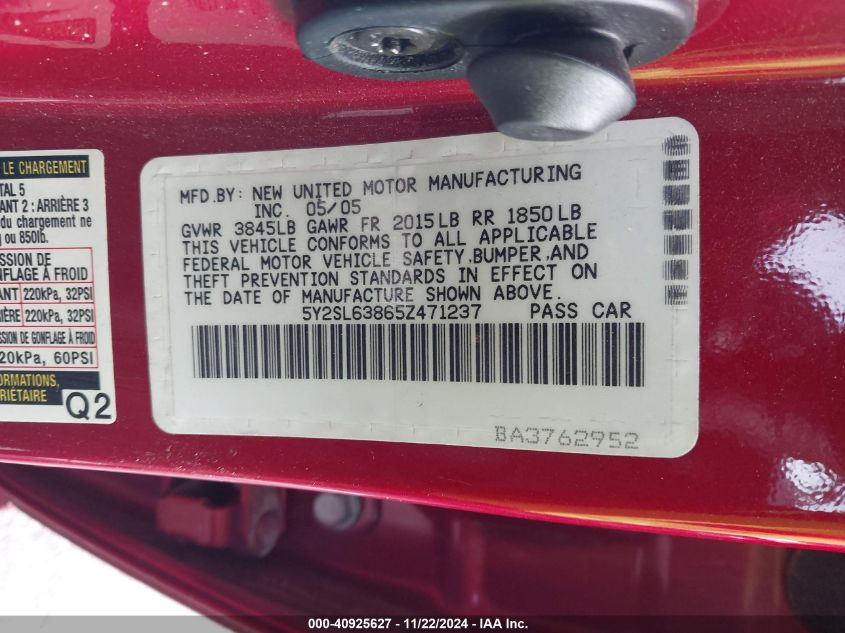 LE CHARGEMENT
TAL 5
ANT 2 : ARRIÈRE 3
du chargement ne
g ou 850lb.
ESSION DE
GONFLAGE À FROID
ANT 220kPa, 32PSI
IÈRE 220kPa, 32PSI
SSION DE GONFLAGE À FROID
20kPa, 60PSI
FORMATIONS,
PRIÉTAIRE
Q2
MFD.BY: NEW UNITED MOTOR MANUFACTURING
INC. 05/05
GVWR 3845LB GAWR FR 2015LB RR 1850LB
THIS VEHICLE CONFORMS TO ALL APPLICABLE
FEDERAL MOTOR VEHICLE SAFETY,BUMPER,AND
THEFT PREVENTION STANDARDS IN EFFECT ON
THE DATE OF MANUFACTURE SHOWN ABOVE.
5Y2SL63865Z471237 PASS CAR
BA3762952
000-40925627 - 11/22/2024 - IAA Inc.